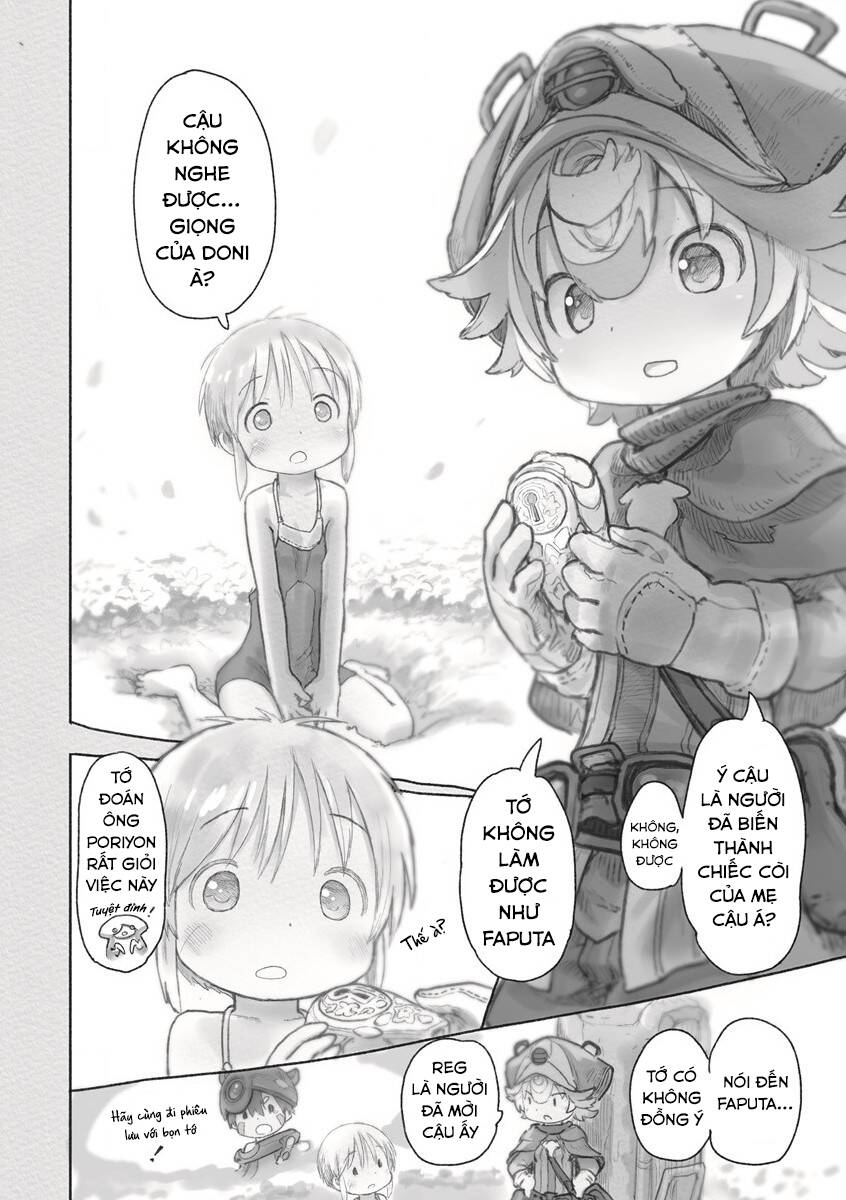 CẬU
KHÔNG
NGHE
ĐƯỢC...
GIỌNG
CỦA DONI
À?
Ý CẬU
LÀ NGƯỜI
ĐÃ BIẾN
THÀNH
CHIẾC CÒI
CỦA MẸ
CẬU Á?
KHÔNG,
KHÔNG
ĐƯỢC
TỚ
KHÔNG
LÀM
ĐƯỢC
NHƯ
FAPUTA
Thế à?
TỚ
ĐOÁN
ÔNG
PORIYON
RẤT GIỎI
VIỆC NÀY
Tuyệt đỉnh!
NÓI ĐẾN
FAPUTA...
TỚ CÓ
KHÔNG
ĐỒNG Ý
REG
LÀ NGƯỜI
ĐÃ MỜI
CẬU ẤY
Hãy cùng đi phiêu
lưu với bọn tớ
!